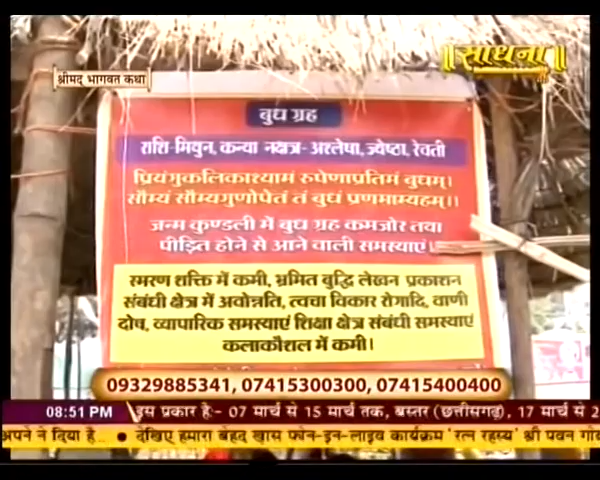 साधना
श्रीमद् भागवत कथा
बुध ग्रह
राशि-मिथुन, कन्या नक्षत्र- अश्लेषा, ज्येष्ठा, रेवती
प्रियंगुकलिकाश्यामं रुपेणाप्रतिमं बुधम्।
सौम्यं सौम्यगुणोपेतं तं बुधं प्रणमाम्यहम्।।
जन्म कुण्डली में बुध ग्रह कमजोर तथा
पीड़ित होने से आने वाली समस्याएं
स्मरण शक्ति में कमी, भ्रमित बुद्धि लेखन प्रकाशन
संबंधी क्षेत्र में अवोन्नति, त्वचा विकार रोगादि, वाणी
दोष, व्यापारिक समस्याएं शिक्षा क्षेत्र संबंधी समस्याएं
कलाकौशल में कमी।
09329885341, 07415300300, 07415400400
08:51 PM इस प्रकार है:- 07 मार्च से 15 मार्च तक, बस्तर (छत्तीसगढ़), 17 मार्च से 2
अपने ने दिया है.. • देखिए हमारा बेहद खास फोन-इन-लाइव कार्यक्रम 'रत्न रहस्य' श्री पवन